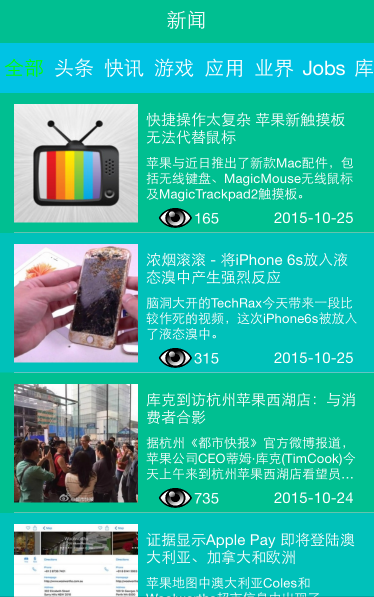 新闻
全部 头条 快讯 游戏 应用 业界 Jobs 库
快捷操作太复杂 苹果新触摸板
无法代替鼠标
苹果与近日推出了新款Mac配件，包
括无线键盘、MagicMouse无线鼠标
及MagicTrackpad2触摸板。
165 2015-10-25
浓烟滚滚 - 将iPhone 6s放入液
态溴中产生强烈反应
脑洞大开的TechRax今天带来一段比
较作死的视频，这次iPhone6s被放入
了液态溴中。
315 2015-10-25
库克到访杭州苹果西湖店：与消
费者合影
据杭州《都市快报》官方微博报道，
苹果公司CEO蒂姆·库克(TimCook)今
天上午来到杭州苹果西湖店看望员...
735 2015-10-24
证据显示Apple Pay 即将登陆澳
大利亚、加拿大和欧洲
苹果地图中澳大利亚Coles和